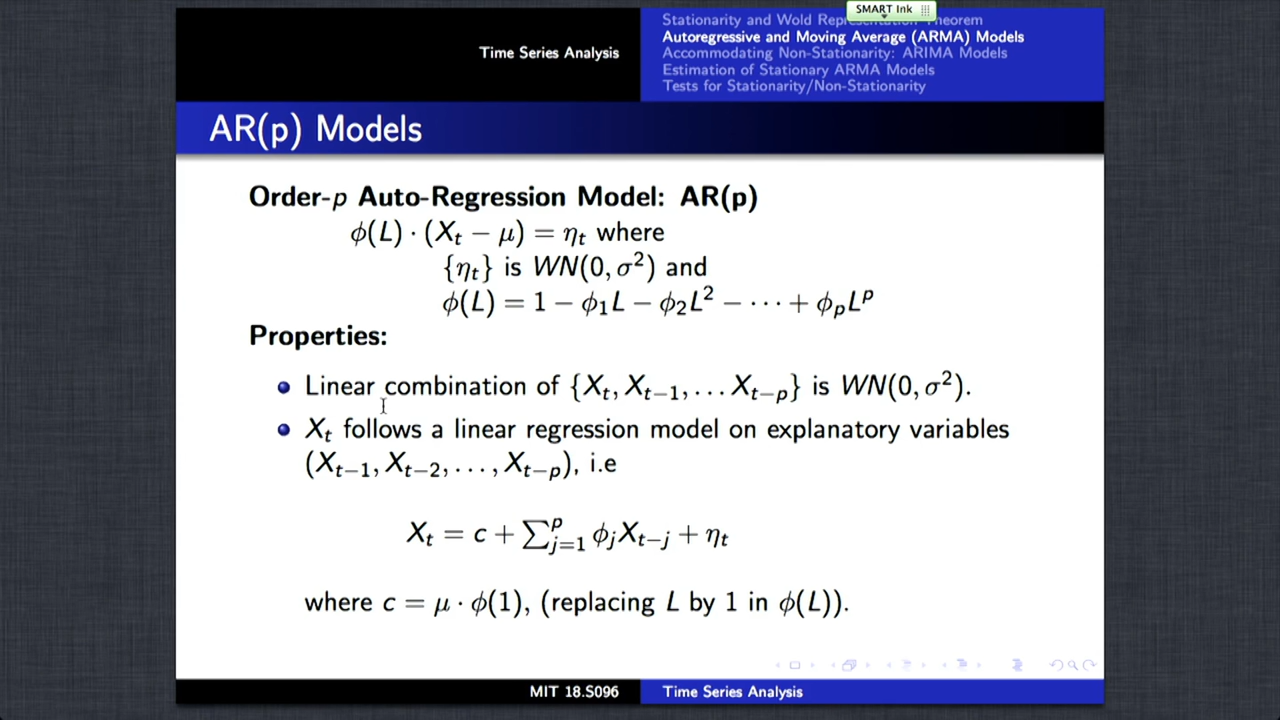 SMART Ink
Time Series Analysis
Stationarity and Wold Representation Theorem
Autoregressive and Moving Average (ARMA) Models
Accommodating Non-Stationarity: ARIMA Models
Estimation of Stationary ARMA Models
Tests for Stationarity/Non-Stationarity
AR(p) Models
Order-p Auto-Regression Model: AR(p)
ϕ(L) · (X_t − μ) = η_t where
{η_t} is WN(0, σ²) and
ϕ(L) = 1 − ϕ₁L − ϕ₂L² − ⋯ + ϕ_pL^p
Properties:
Linear combination of {X_t, X_{t−1}, . . . X_{t−p}} is WN(0, σ²).
X_t follows a linear regression model on explanatory variables
(X_{t−1}, X_{t−2}, . . . , X_{t−p}), i.e
X_t = c + ∑_{j=1}^p ϕ_jX_{t−j} + η_t
where c = μ · ϕ(1), (replacing L by 1 in ϕ(L)).
MIT 18.S096
Time Series Analysis